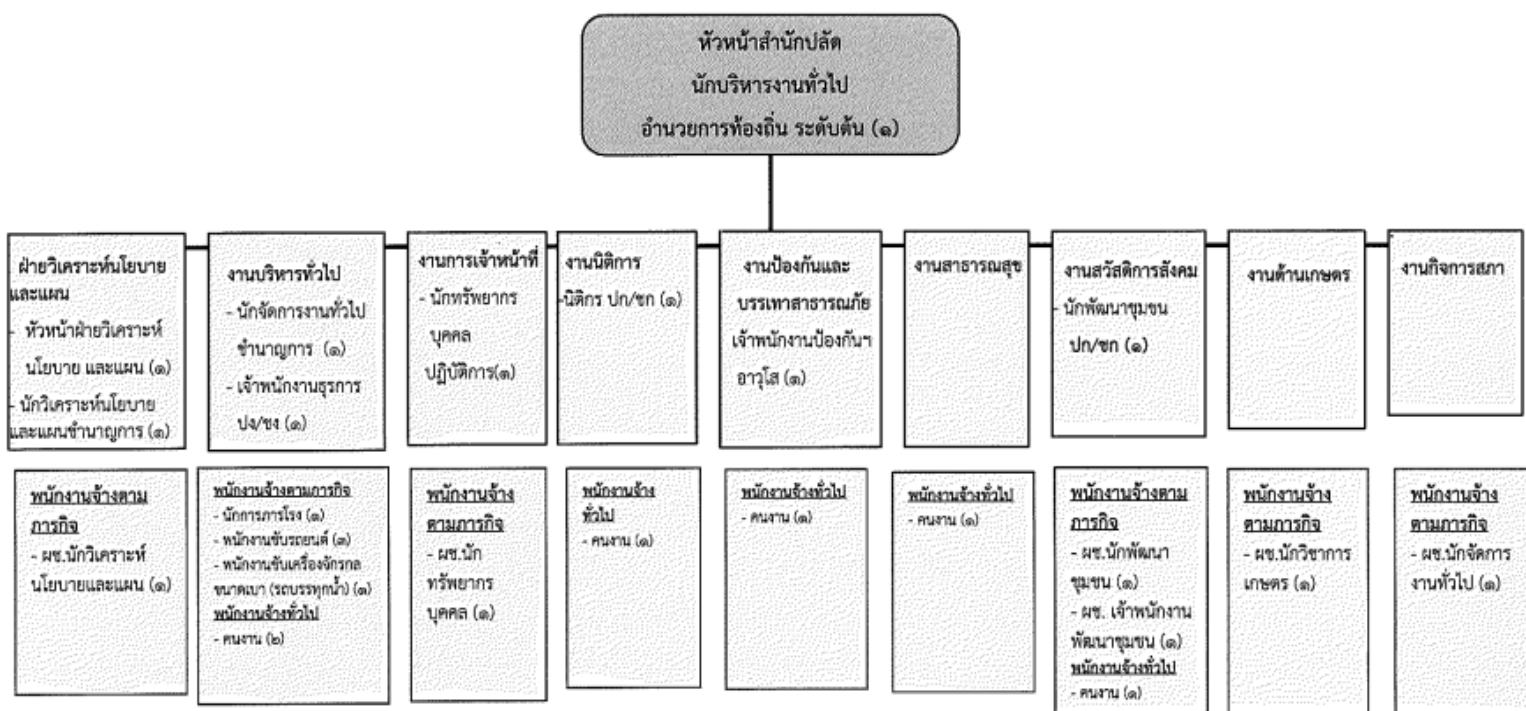 หัวหน้าสำนักปลัด
นักบริหารงานทั่วไป
อำนวยการท้องถิ่น ระดับต้น (๑)
ฝ่ายวิเคราะห์นโยบาย
และแผน
- หัวหน้าฝ่ายวิเคราะห์
นโยบาย และแผน (๑)
- นักวิเคราะห์นโยบาย
และแผนชำนาญการ (๑)
งานบริหารทั่วไป
- นักจัดการงานทั่วไป
ชำนาญการ (๑)
- เจ้าพนักงานธุรการ
ปง/ชง (๑)
งานการเจ้าหน้าที่
- นักทรัพยากร
บุคคล
ปฏิบัติการ(๑)
งานนิติการ
-นิติกร ปก/ชก (๑)
งานป้องกันและ
บรรเทาสาธารณภัย
เจ้าพนักงานป้องกันฯ
อาวุโส (๑)
งานสาธารณสุข
งานสวัสดิการสังคม
- นักพัฒนาชุมชน
ปก/ชก (๑)
งานด้านเกษตร
งานกิจการสภา
พนักงานจ้างตาม
ภารกิจ
- ผช.นักวิเคราะห์
นโยบายและแผน (๑)
พนักงานจ้างตามภารกิจ
- นักการภารโรง (๑)
- พนักงานขับรถยนต์ (๓)
- พนักงานขับเครื่องจักรกล
ขนาดเบา (รถบรรทุกน้ำ) (๑)
พนักงานจ้างทั่วไป
- คนงาน (๒)
พนักงานจ้าง
ตามภารกิจ
- ผช.นัก
ทรัพยากร
บุคคล (๑)
พนักงานจ้าง
ทั่วไป
- คนงาน (๑)
พนักงานจ้างทั่วไป
- คนงาน (๑)
พนักงานจ้างทั่วไป
- คนงาน (๑)
พนักงานจ้างตาม
ภารกิจ
- ผช.นักพัฒนา
ชุมชน (๑)
- ผช. เจ้าพนักงาน
พัฒนาชุมชน (๑)
พนักงานจ้างทั่วไป
- คนงาน (๑)
พนักงานจ้าง
ตามภารกิจ
- ผช.นักวิชาการ
เกษตร (๑)
พนักงานจ้าง
ตามภารกิจ
- ผช.นักจัดการ
งานทั่วไป (๑)